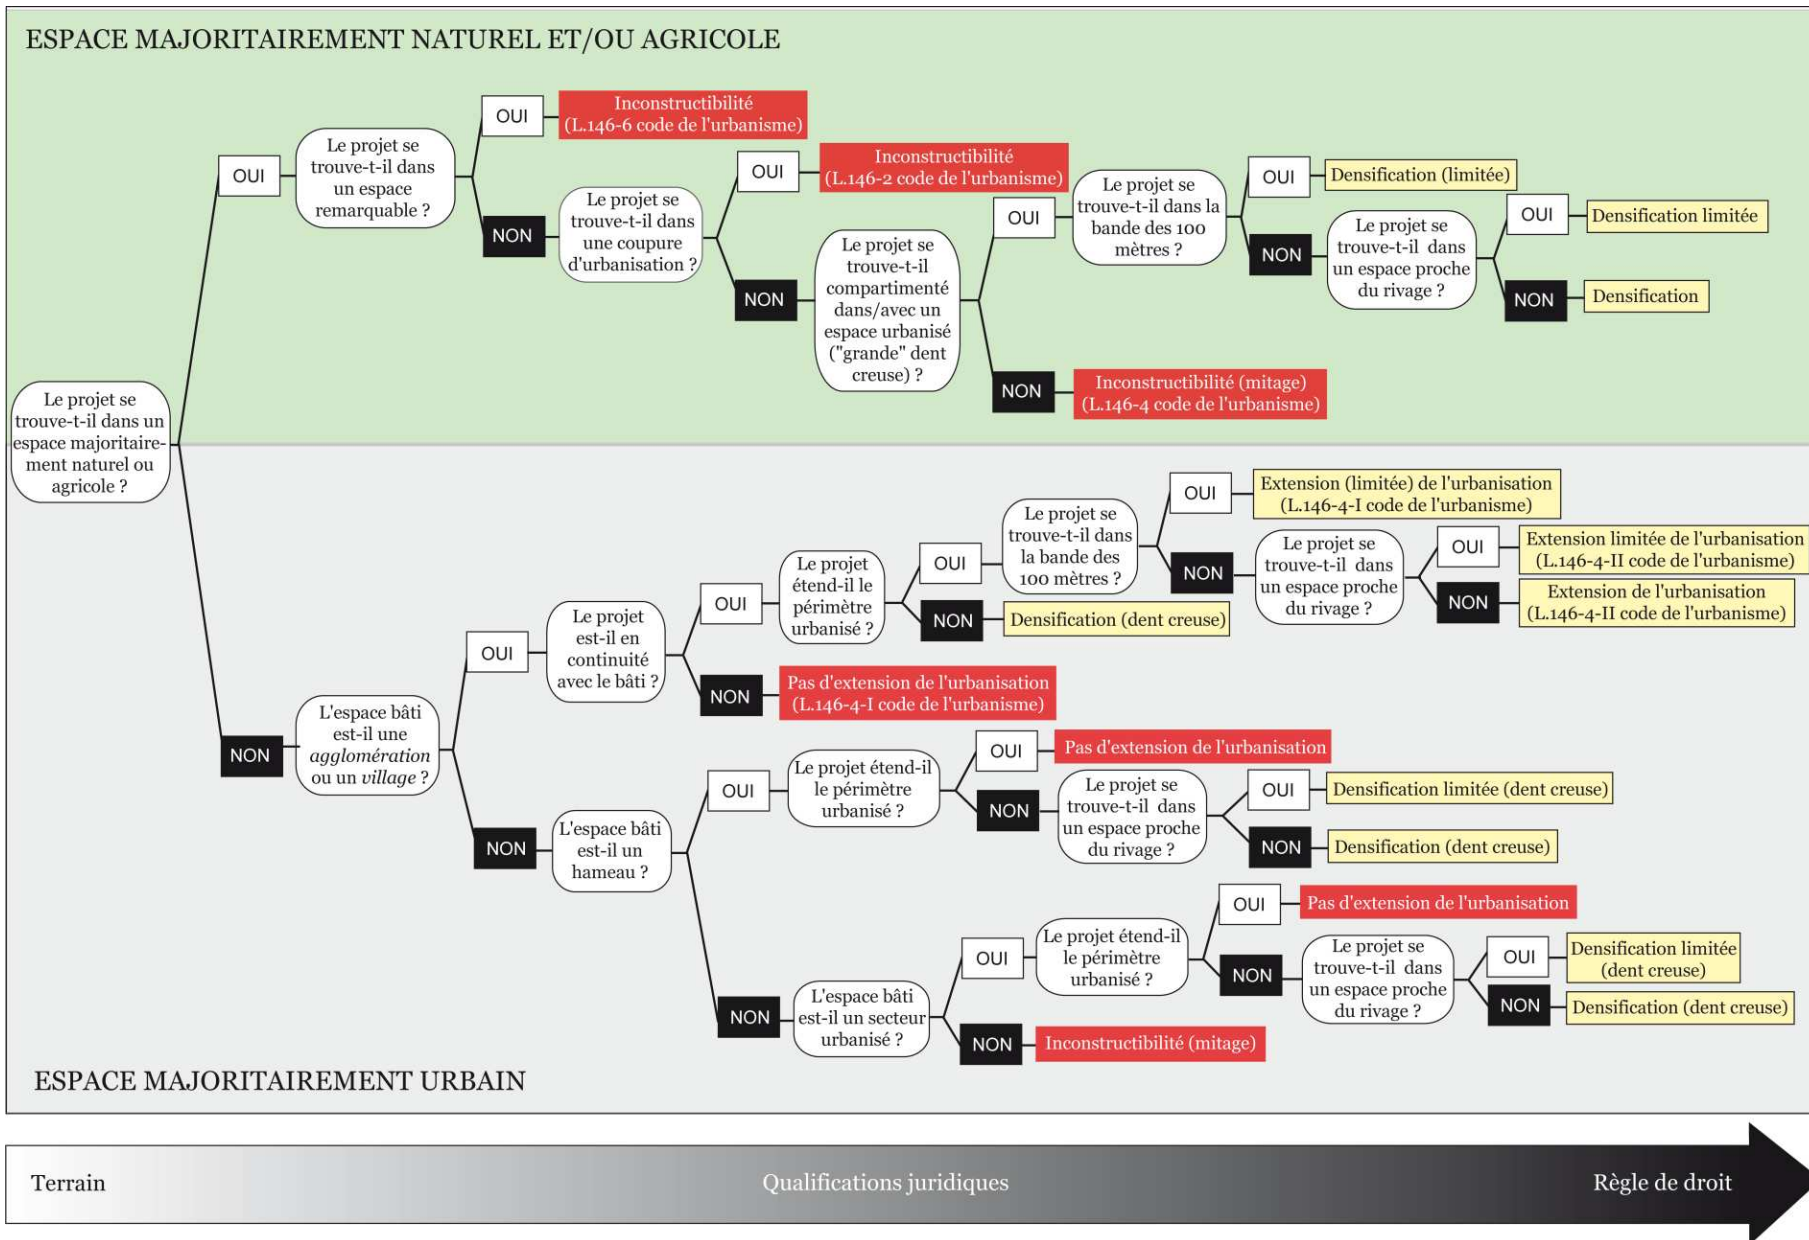 ESPACE MAJORITAIREMENT NATUREL ET/OU AGRICOLE
Le projet se
trouve-t-il dans un
espace majoritaire-
ment naturel ou
agricole ?
OUI
Le projet se
trouve-t-il dans
un espace
remarquable ?
OUI
Inconstructibilité
(L.146-6 code de l'urbanisme)
NON
Le projet se
trouve-t-il dans
une coupure
d'urbanisation ?
OUI
Inconstructibilité
(L.146-2 code de l'urbanisme)
NON
Le projet se
trouve-t-il
compartimenté
dans/avec un
espace urbanisé
("grande" dent
creuse) ?
OUI
Le projet se
trouve-t-il dans la
bande des 100
mètres ?
OUI
Densification (limitée)
NON
Le projet se
trouve-t-il dans
un espace proche
du rivage ?
OUI
Densification limitée
NON
Densification
NON
Inconstructibilité (mitage)
(L.146-4 code de l'urbanisme)
NON
L'espace bâti
est-il une
agglomération
ou un village ?
OUI
Le projet
est-il en
continuité
avec le bâti ?
OUI
Le projet
étend-il le
périmètre
urbanisé ?
OUI
Le projet se
trouve-t-il dans
la bande des
100 mètres ?
OUI
Extension (limitée) de l'urbanisation
(L.146-4-I code de l'urbanisme)
NON
Le projet se
trouve-t-il dans
un espace proche
du rivage ?
OUI
Extension limitée de l'urbanisation
(L.146-4-II code de l'urbanisme)
NON
Extension de l'urbanisation
(L.146-4-II code de l'urbanisme)
NON
Densification (dent creuse)
NON
Pas d'extension de l'urbanisation
(L.146-4-I code de l'urbanisme)
NON
L'espace bâti
est-il un
hameau ?
OUI
Le projet étend-il
le périmètre
urbanisé ?
OUI
Pas d'extension de l'urbanisation
NON
Le projet se
trouve-t-il dans
un espace proche
du rivage ?
OUI
Densification limitée (dent creuse)
NON
Densification (dent creuse)
NON
L'espace bâti
est-il un secteur
urbanisé ?
OUI
Le projet étend-il
le périmètre
urbanisé ?
OUI
Pas d'extension de l'urbanisation
NON
Le projet se
trouve-t-il dans
un espace proche
du rivage ?
OUI
Densification limitée
(dent creuse)
NON
Densification (dent creuse)
NON
Inconstructibilité (mitage)
ESPACE MAJORITAIREMENT URBAIN
Terrain
Qualifications juridiques
Règle de droit